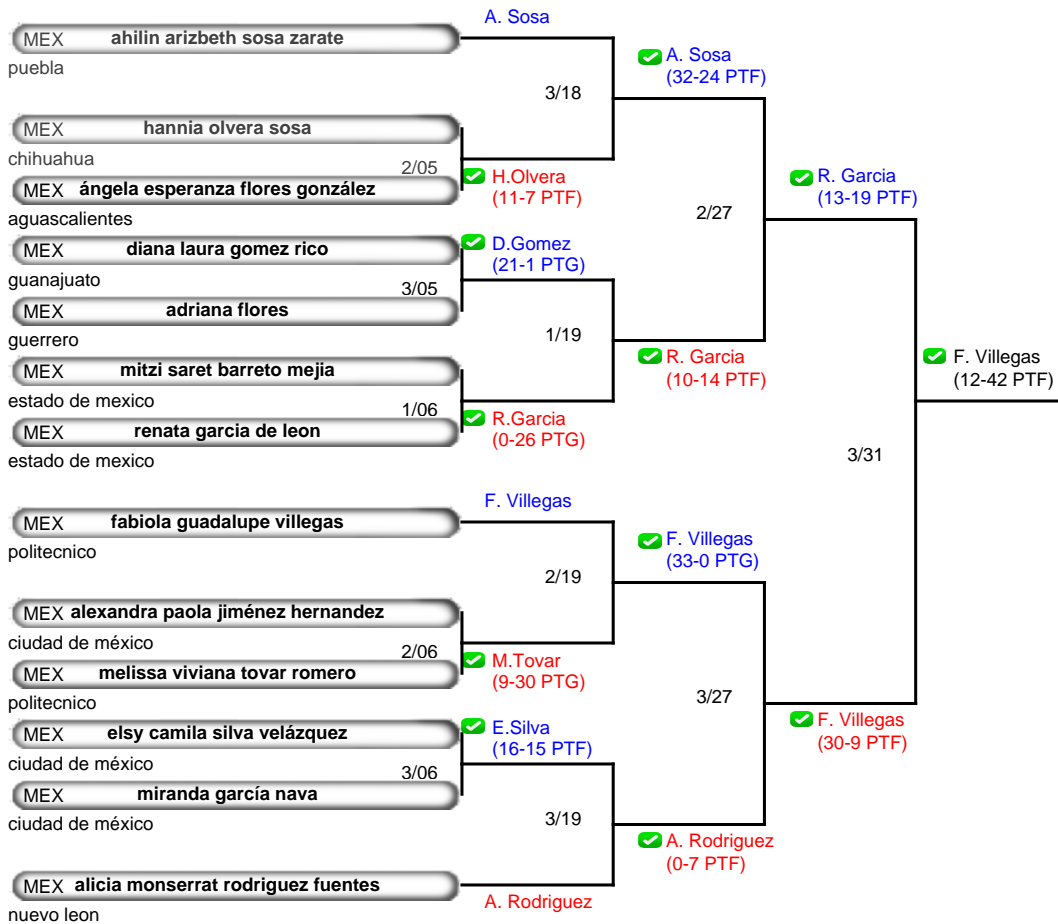 A. Sosa
MEX ahilin arizbeth sosa zarate
puebla
A. Sosa
(32-24 PTF)
3/18
MEX hannia olvera sosa
chihuahua
2/05
H.Olvera
(11-7 PTF)
MEX ángela esperanza flores gonzález
aguascalientes
R. Garcia
(13-19 PTF)
2/27
MEX diana laura gomez rico
guanajuato
D.Gomez
(21-1 PTG)
3/05
MEX adriana flores
guerrero
1/19
R. Garcia
(10-14 PTF)
MEX mitzi saret barreto mejia
estado de mexico
1/06
R.Garcia
(0-26 PTG)
MEX renata garcia de leon
estado de mexico
F. Villegas
(12-42 PTF)
3/31
F. Villegas
MEX fabiola guadalupe villegas
politecnico
F. Villegas
(33-0 PTG)
2/19
MEX alexandra paola jiménez hernandez
ciudad de méxico
2/06
M.Tovar
(9-30 PTG)
MEX melissa viviana tovar romero
politecnico
3/27
F. Villegas
(30-9 PTF)
MEX elsy camila silva velázquez
ciudad de méxico
E.Silva
(16-15 PTF)
3/06
MEX miranda garcía nava
ciudad de méxico
3/19
A. Rodriguez
(0-7 PTF)
MEX alicia monserrat rodriguez fuentes
nuevo leon
A. Rodriguez